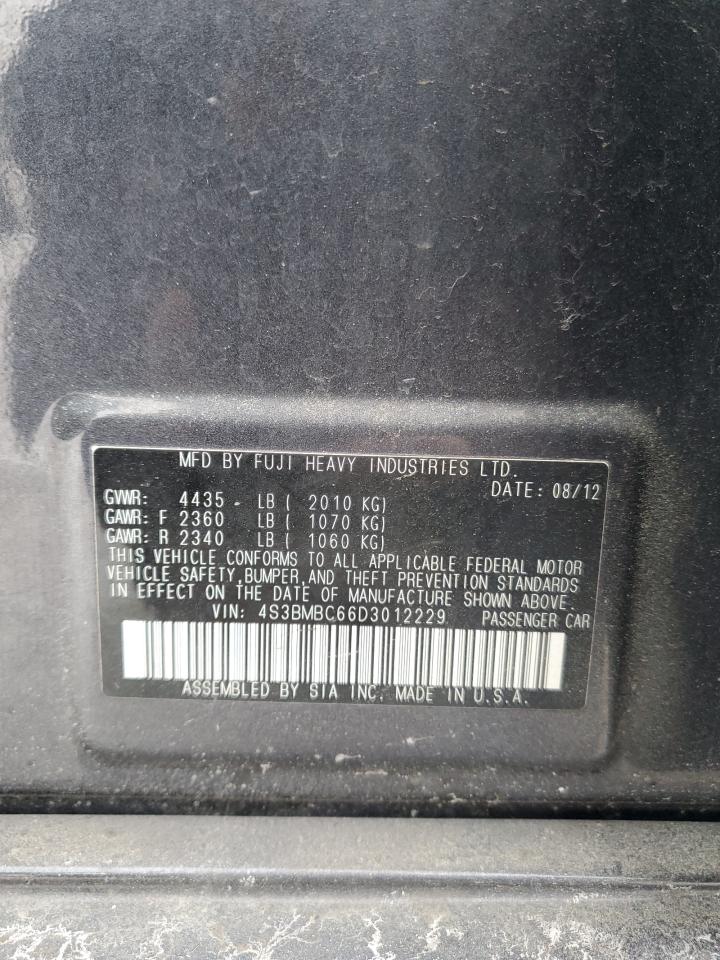 MFD BY FUJI HEAVY INDUSTRIES LTD.
DATE: 08/12
GVWR: 4435 LB ( 2010 KG)
GAWR: F 2360 LB ( 1070 KG)
GAWR: R 2340 LB ( 1060 KG)
THIS VEHICLE CONFORMS TO ALL APPLICABLE FEDERAL MOTOR
VEHICLE SAFETY, BUMPER, AND THEFT PREVENTION STANDARDS
IN EFFECT ON THE DATE OF MANUFACTURE SHOWN ABOVE.
VIN: 4S3BMBC66D3012229 PASSENGER CAR
ASSEMBLED BY SIA INC. MADE IN U.S.A.